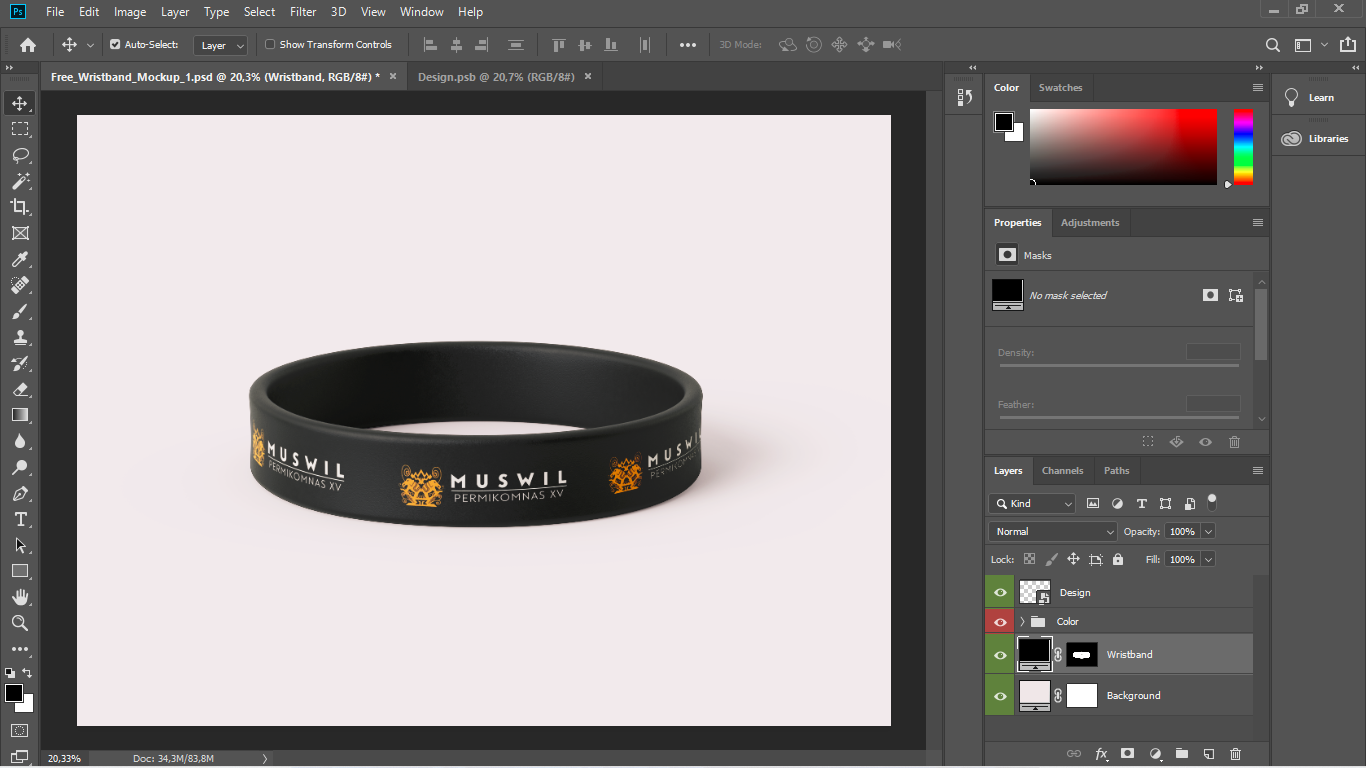 Ps File Edit Image Layer Type Select Filter 3D View Window Help
Auto-Select: Layer Show Transform Controls 3D Mode:
Free_Wristband_Mockup_1.psd @ 20,3% (Wristband, RGB/8#) * Design.psb @ 20,7% (RGB/8#)
Color Swatches
Learn
Libraries
Properties Adjustments
Masks
No mask selected
Density:
Feather:
MUSWIL
PERMIKOMNAS XV
MUSWIL
PERMIKOMNAS XV
MUSWIL
Layers Channels Paths
Kind
Normal Opacity: 100%
Lock: Fill: 100%
Design
Color
Wristband
Background
20,33% Doc: 34,3M/83,8M